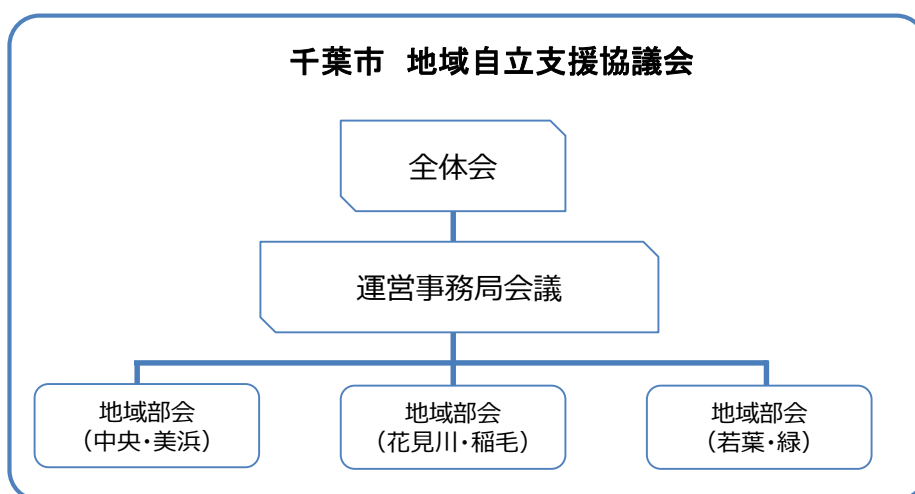 千葉市　地域自立支援協議会
全体会
運営事務局会議
地域部会
（中央・美浜）
地域部会
（花見川・稲毛）
地域部会
（若葉・緑）